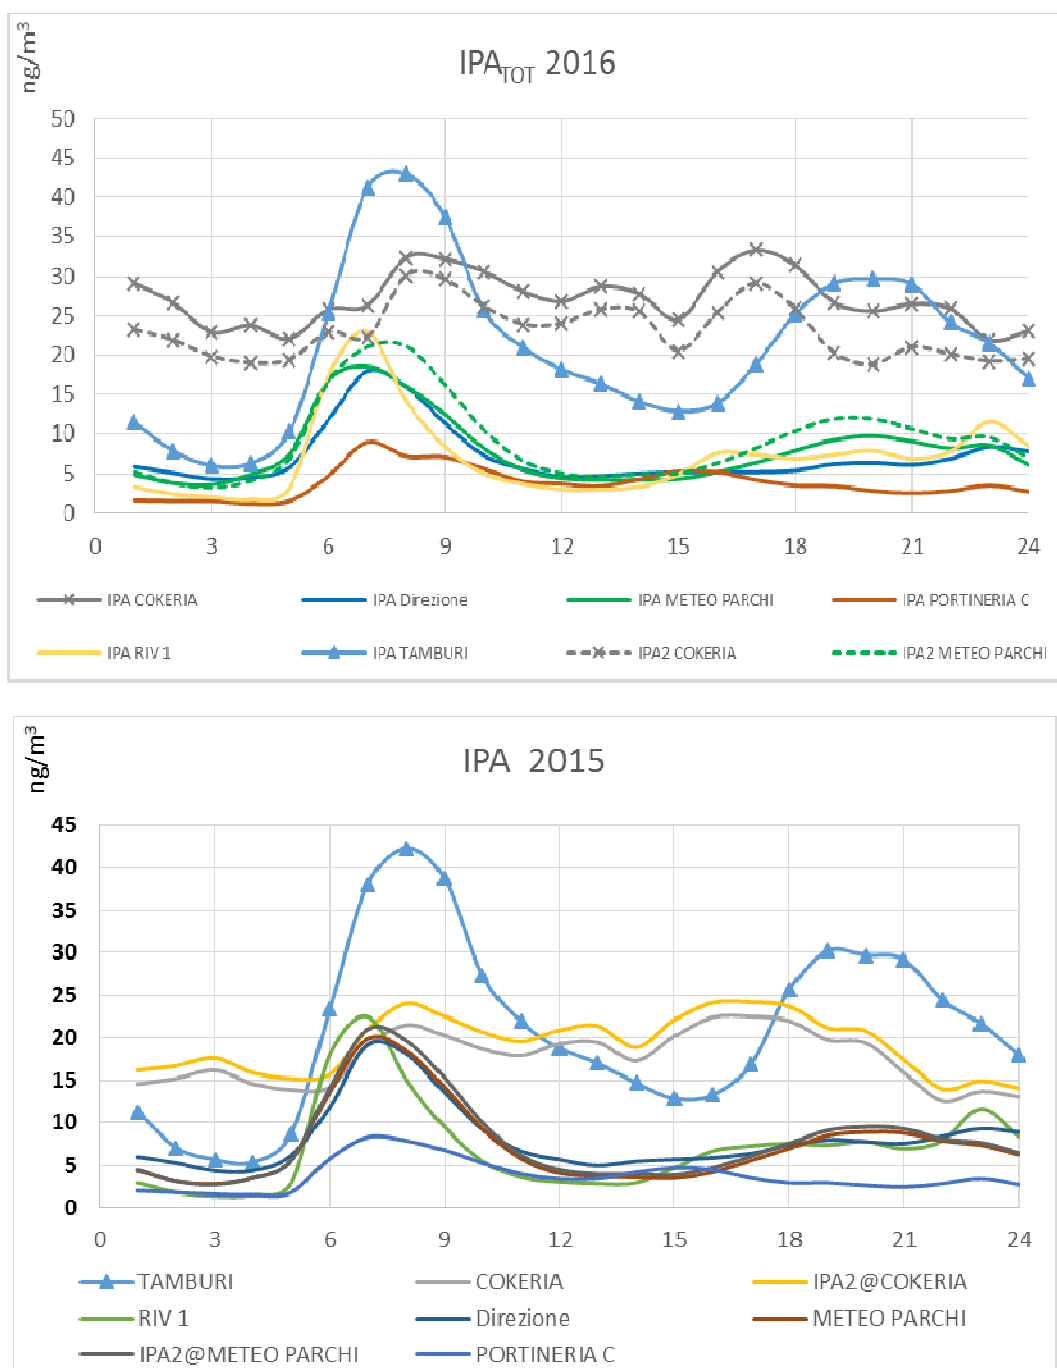 ng/m³
IPA_TOT 2016
50
45
40
35
30
25
20
15
10
5
0
0 3 6 9 12 15 18 21 24
IPA COKERIA IPA Direzione IPA METEO PARCHI IPA PORTINERIA C
IPA RIV 1 IPA TAMBURI IPA2 COKERIA IPA2 METEO PARCHI
ng/m³
IPA 2015
45
40
35
30
25
20
15
10
5
0
0 3 6 9 12 15 18 21 24
TAMBURI COKERIA IPA2@COKERIA
RIV 1 Direzione METEO PARCHI
IPA2@METEO PARCHI PORTINERIA C